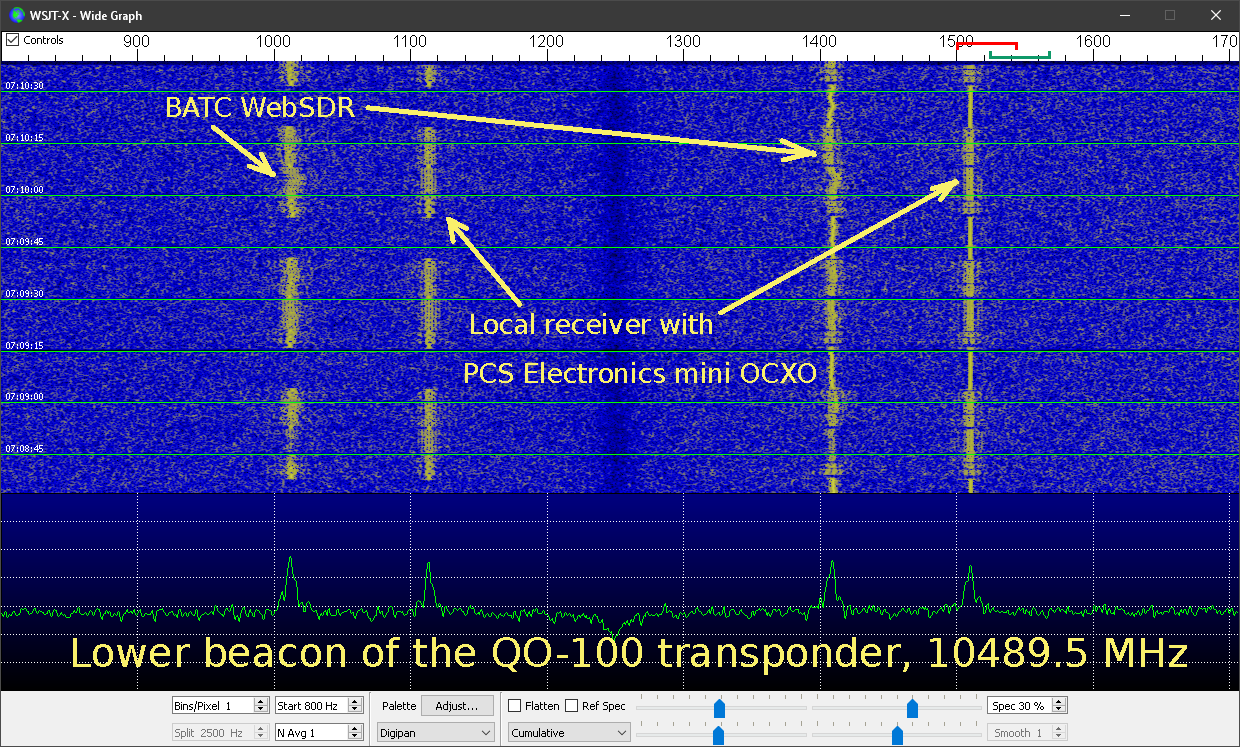 WSJT-X - Wide Graph
Controls 900 1000 1100 1200 1300 1400 1500 1600 170
07:10:30
BATC WebSDR
07:10:15
07:10:00
07:09:45
07:09:30
Local receiver with
07:09:15
PCS Electronics mini OCXO
07:09:00
07:08:45
Lower beacon of the QO-100 transponder, 10489.5 MHz
Bins/Pixel 1 Start 800 Hz Palette Adjust... Flatten Ref Spec Spec 30 %
Split 2500 Hz N Avg 1 Digipan Cumulative Smooth 1